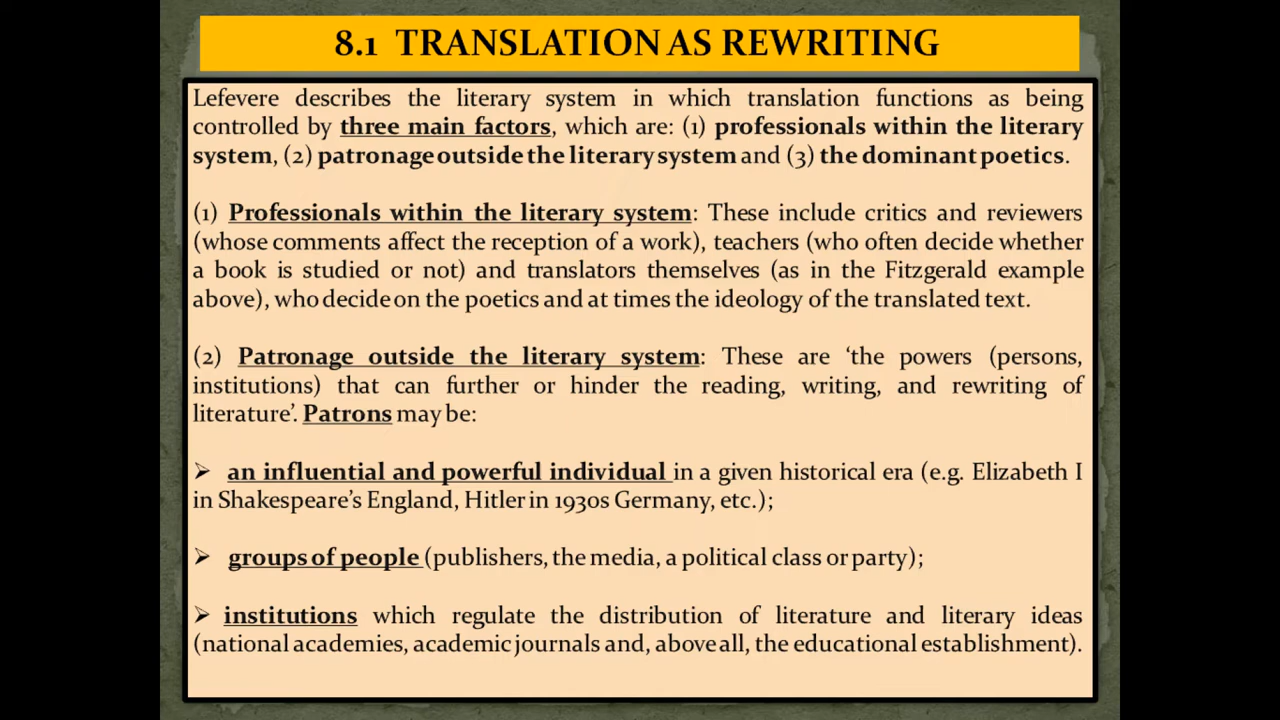 8.1 TRANSLATION AS REWRITING
Lefevere describes the literary system in which translation functions as being
controlled by three main factors, which are: (1) professionals within the literary
system, (2) patronage outside the literary system and (3) the dominant poetics.
(1) Professionals within the literary system: These include critics and reviewers
(whose comments affect the reception of a work), teachers (who often decide whether
a book is studied or not) and translators themselves (as in the Fitzgerald example
above), who decide on the poetics and at times the ideology of the translated text.
(2) Patronage outside the literary system: These are ‘the powers (persons,
institutions) that can further or hinder the reading, writing, and rewriting of
literature’. Patrons may be:
➢ an influential and powerful individual in a given historical era (e.g. Elizabeth I
in Shakespeare’s England, Hitler in 1930s Germany, etc.);
➢ groups of people (publishers, the media, a political class or party);
➢ institutions which regulate the distribution of literature and literary ideas
(national academies, academic journals and, above all, the educational establishment).